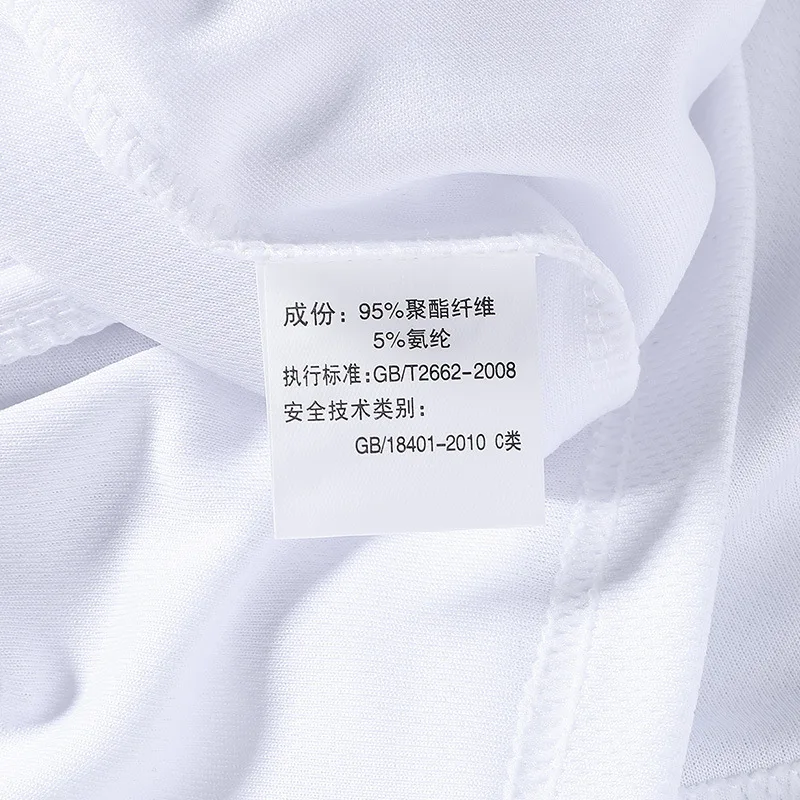 成份：95%聚酯纤维
5%氨纶
执行标准:GB/T2662-2008
安全技术类别：
GB/18401-2010 C类